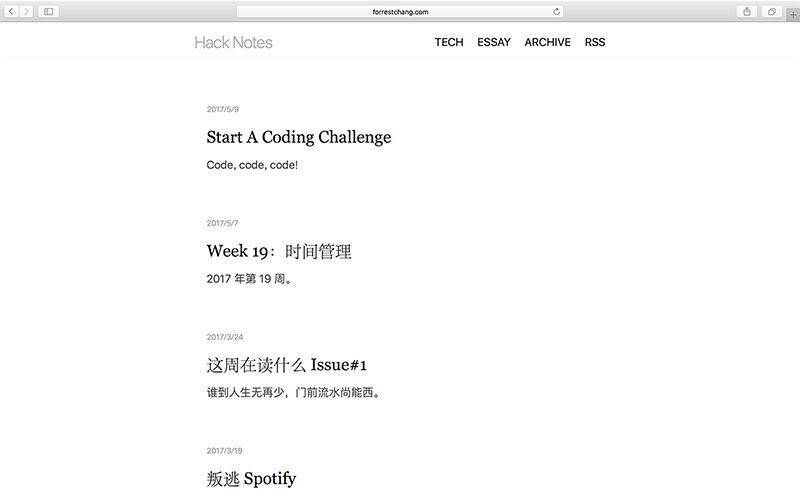 forrestchang.com
Hack Notes TECH ESSAY ARCHIVE RSS
2017/5/9
Start A Coding Challenge
Code, code, code!
2017/5/7
Week 19：时间管理
2017 年第 19 周。
2017/3/24
这周在读什么 Issue#1
谁到人生无再少，门前流水尚能西。
2017/3/19
叛逃 Spotify